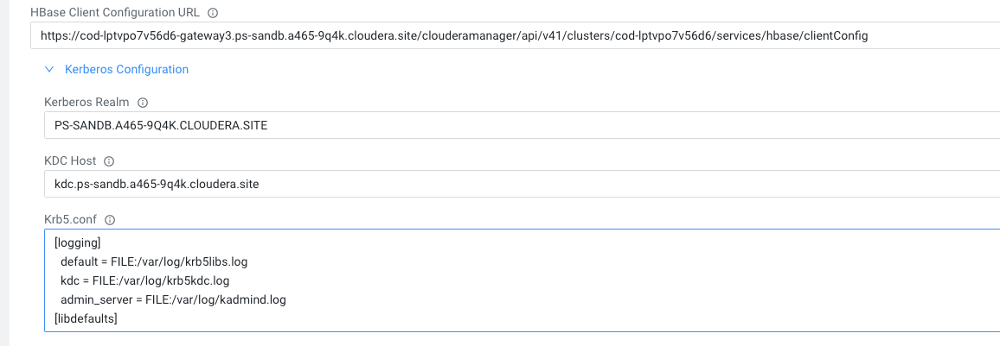 HBase Client Configuration URL
https://cod-lptvpo7v56d6-gateway3.ps-sandb.a465-9q4k.cloudera.site/clouderamanager/api/v41/clusters/cod-lptvpo7v56d6/services/hbase/clientConfig
Kerberos Configuration
Kerberos Realm
PS-SANDB.A465-9Q4K.CLOUDERA.SITE
KDC Host
kdc.ps-sandb.a465-9q4k.cloudera.site
Krb5.conf
[logging]
default = FILE:/var/log/krb5libs.log
kdc = FILE:/var/log/krb5kdc.log
admin_server = FILE:/var/log/kadmind.log
[libdefaults]